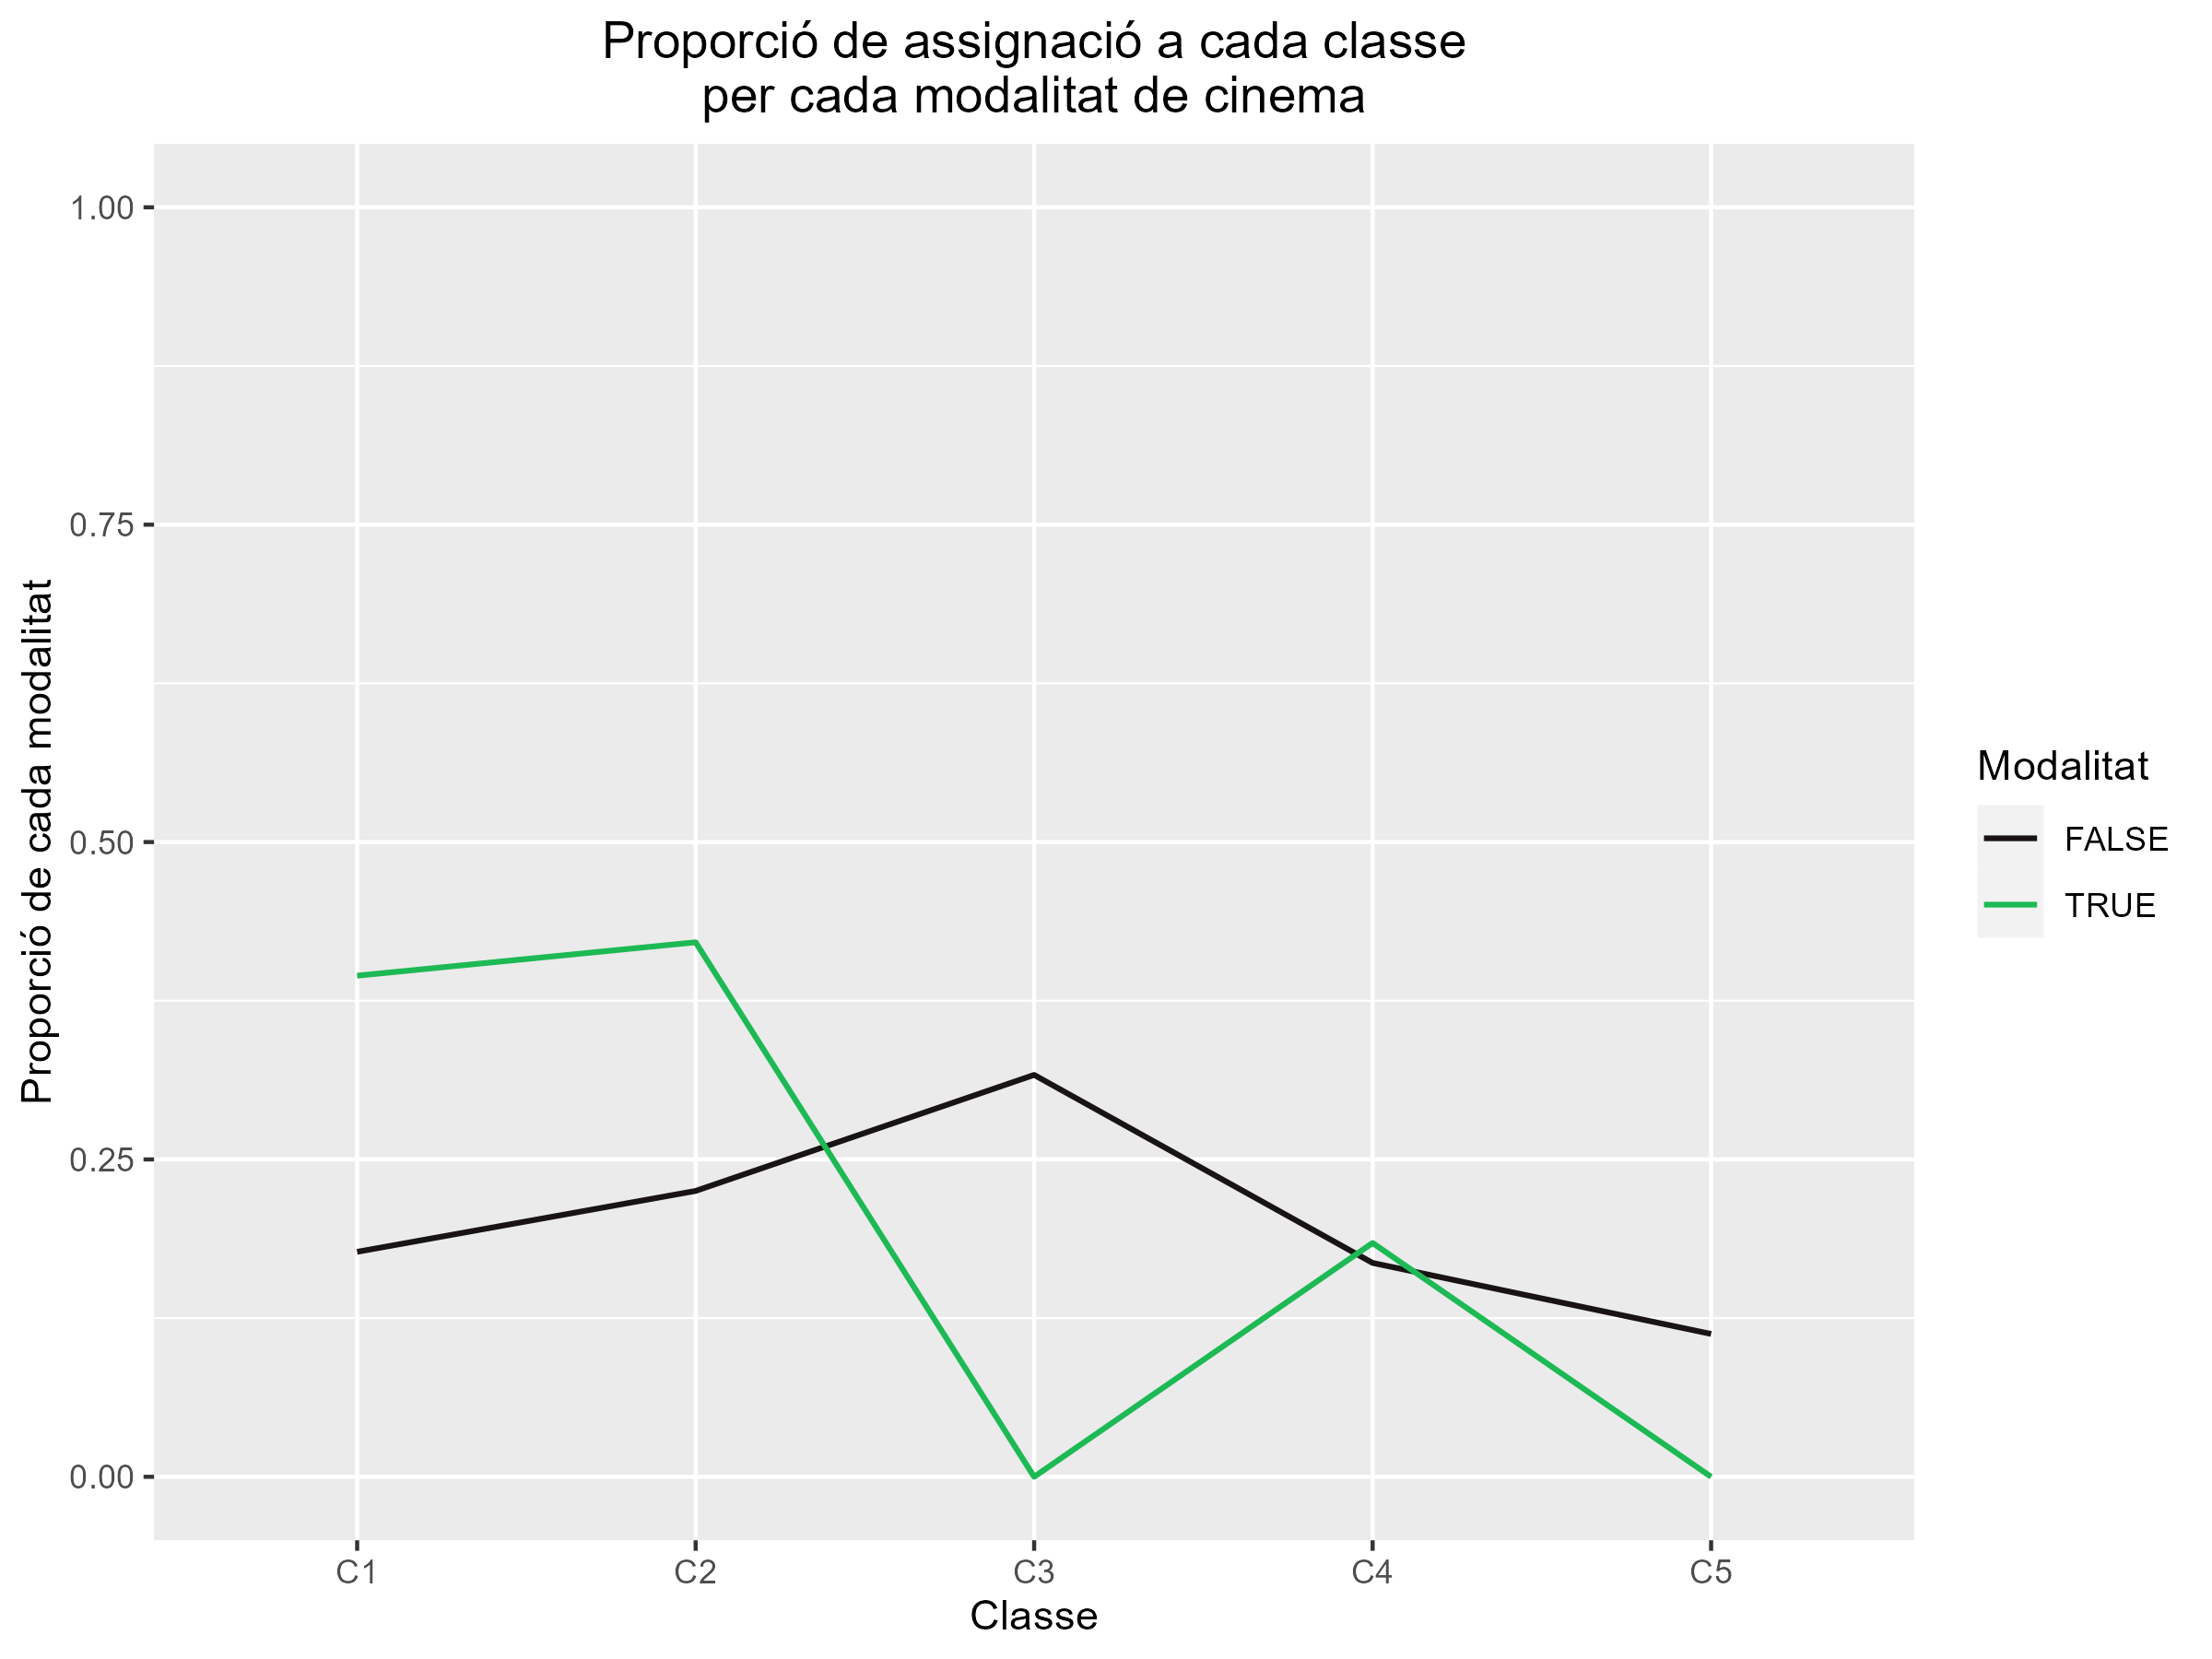 Proporció de assignació a cada classe
per cada modalitat de cinema
Proporció de cada modalitat
1.00
0.75
0.50
0.25
0.00
C1 C2 C3 C4 C5
Classe
Modalitat
FALSE
TRUE